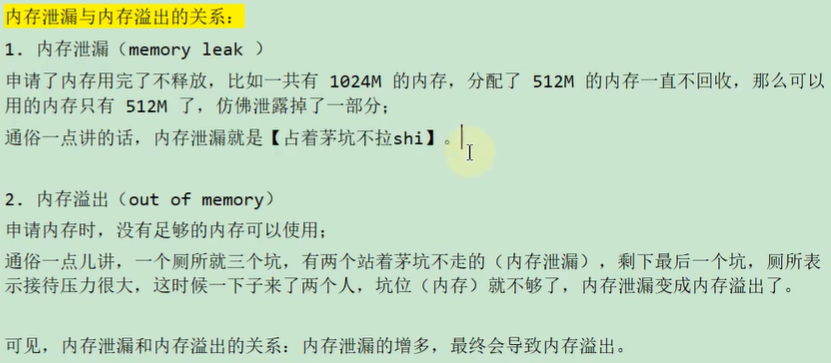 内存泄漏与内存溢出的关系：
1. 内存泄漏（memory leak ）
申请了内存用完了不释放，比如一共有 1024M 的内存，分配了 512M 的内存一直不回收，那么可以
用的内存只有 512M 了，仿佛泄露掉了一部分；
通俗一点讲的话，内存泄漏就是【占着茅坑不拉shi】。
2. 内存溢出（out of memory）
申请内存时，没有足够的内存可以使用；
通俗一点儿讲，一个厕所就三个坑，有两个站着茅坑不走的（内存泄漏），剩下最后一个坑，厕所表
示接待压力很大，这时候一下子来了两个人，坑位（内存）就不够了，内存泄漏变成内存溢出了。
可见，内存泄漏和内存溢出的关系：内存泄漏的增多，最终会导致内存溢出。